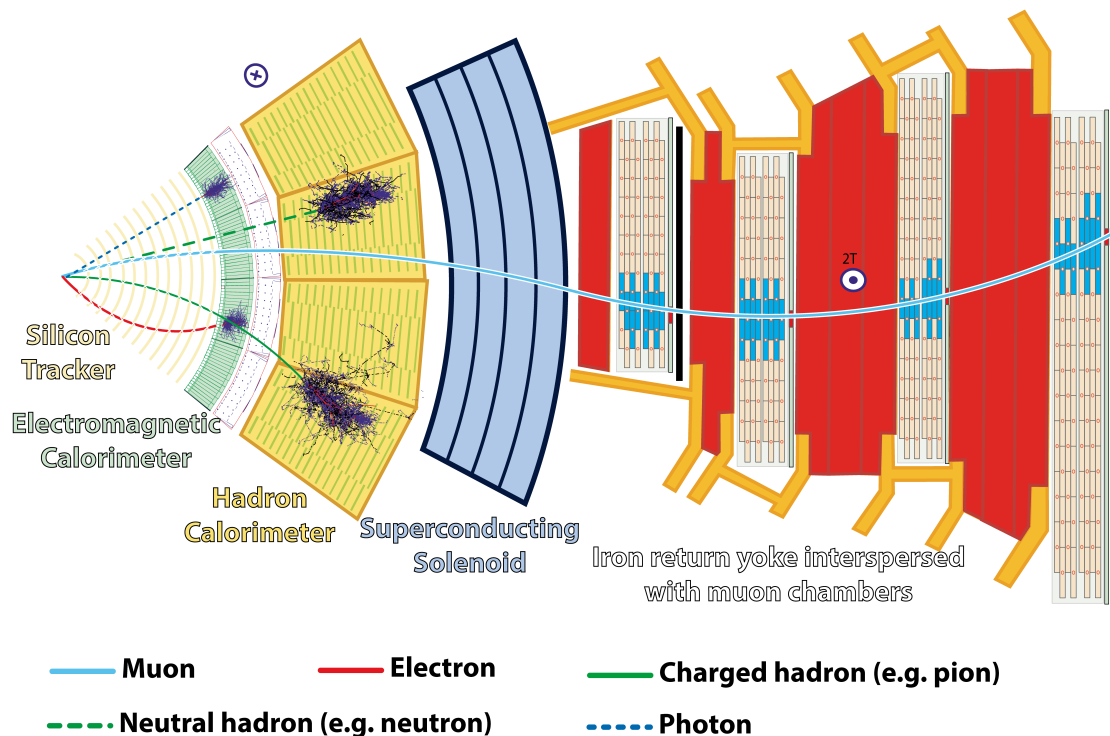 2T
Silicon
Tracker
Electromagnetic
Calorimeter
Hadron
Calorimeter
Superconducting
Solenoid
Iron return yoke interspersed
with muon chambers
Muon
Electron
Charged hadron (e.g. pion)
Neutral hadron (e.g. neutron)
Photon